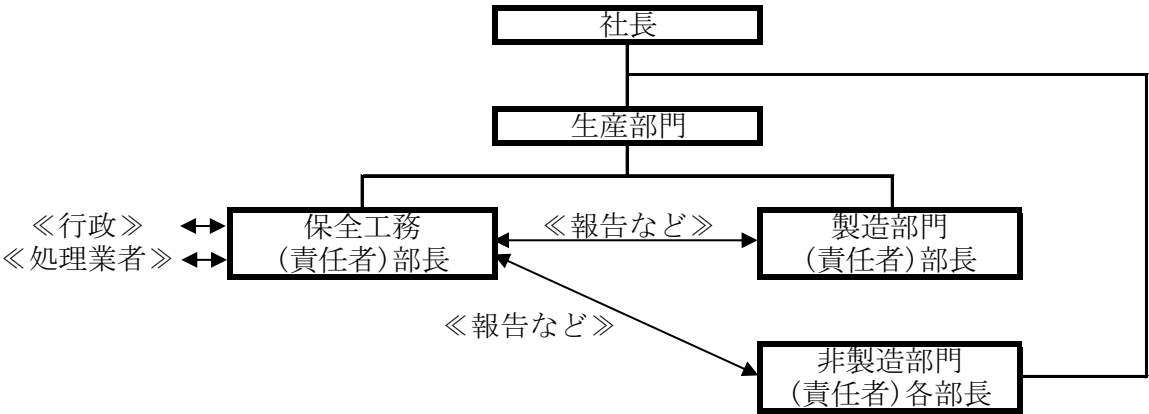 社長
生産部門
≪行政≫
≪処理業者≫
保全工務
(責任者)部長
≪報告など≫
製造部門
(責任者)部長
≪報告など≫
非製造部門
(責任者)各部長